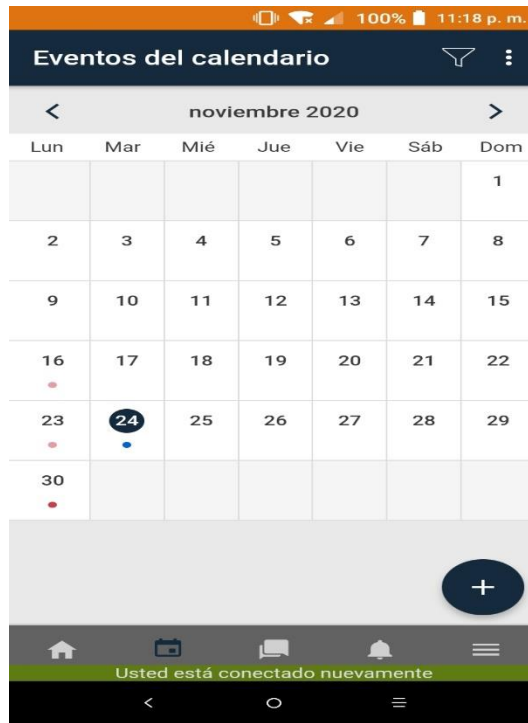 100% 11:18 p. m.
Eventos del calendario
noviembre 2020
Lun Mar Mié Jue Vie Sáb Dom
1
2 3 4 5 6 7 8
9 10 11 12 13 14 15
16 17 18 19 20 21 22
23 24 25 26 27 28 29
30
Usted está conectado nuevamente